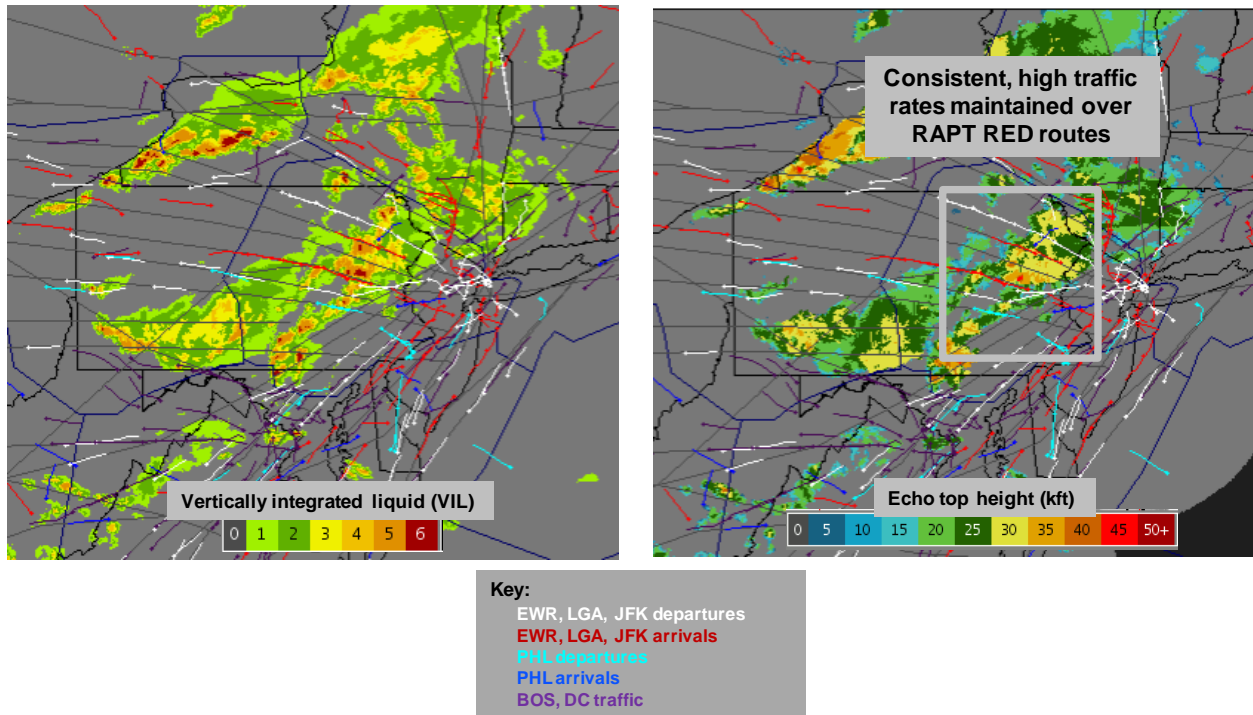 Consistent, high traffic
rates maintained over
RAPT RED routes
Vertically integrated liquid (VIL)
0 1 2 3 4 5 6
Echo top height (kft)
0 5 10 15 20 25 30 35 40 45 50+
Key:
EWR, LGA, JFK departures
EWR, LGA, JFK arrivals
PHL departures
PHL arrivals
BOS, DC traffic